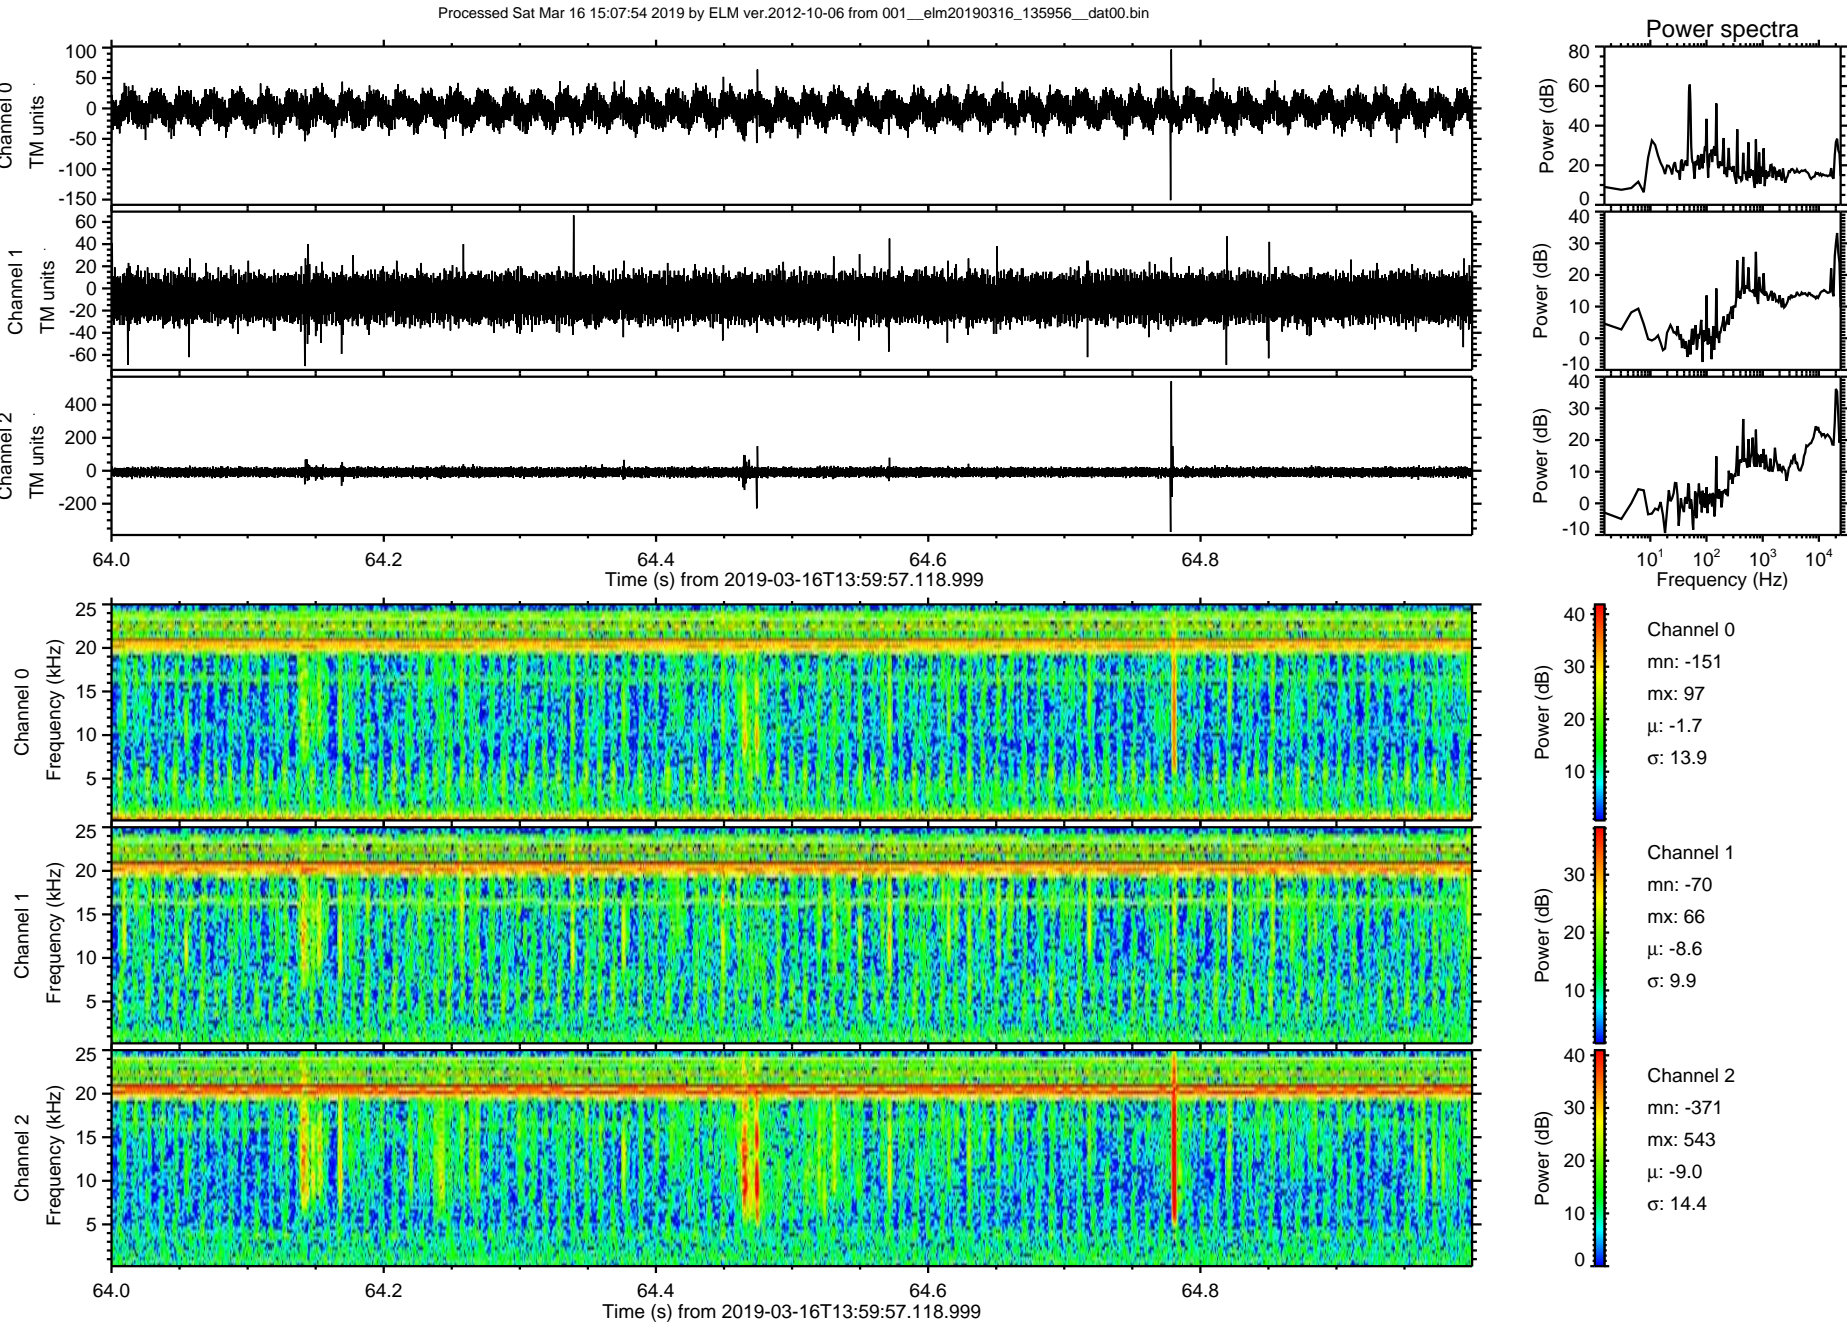 Processed Sat Mar 16 15:07:54 2019 by ELM ver.2012-10-06 from 001__elm20190316_135956__dat00.bin
Power spectra
Channel 0
TM units
100
50
0
-50
-100
-150
Power (dB)
80
60
40
20
0
Channel 1
TM units
60
40
20
0
-20
-40
-60
Power (dB)
40
30
20
10
0
-10
Channel 2
TM units
400
200
0
-200
Power (dB)
40
30
20
10
0
-10
64.0 64.2 64.4 64.6 64.8
Time (s) from 2019-03-16T13:59:57.118.999
10^1 10^2 10^3 10^4
Frequency (Hz)
Channel 0
Frequency (kHz)
25
20
15
10
5
Power (dB)
40
30
20
10
Channel 0
mn: -151
mx: 97
μ: -1.7
σ: 13.9
Channel 1
Frequency (kHz)
25
20
15
10
5
Power (dB)
30
20
10
Channel 1
mn: -70
mx: 66
μ: -8.6
σ: 9.9
Channel 2
Frequency (kHz)
25
20
15
10
5
Power (dB)
40
30
20
10
0
Channel 2
mn: -371
mx: 543
μ: -9.0
σ: 14.4
64.0 64.2 64.4 64.6 64.8
Time (s) from 2019-03-16T13:59:57.118.999